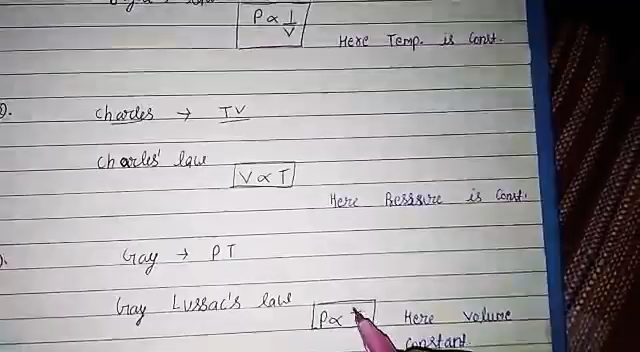 P ∝ 1/V
Here Temp. is Const.
Charles → TV
Charles' law
V ∝ T
Here Pressure is Const.
Gay → PT
Gay Lussac's law
P ∝
Here volume
constant.